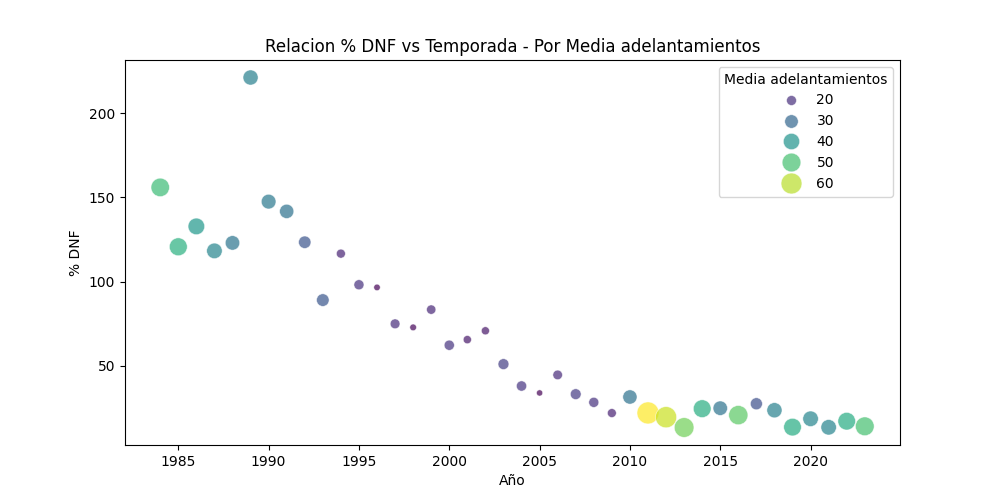 Relacion % DNF vs Temporada - Por Media adelantamientos
Media adelantamientos
20
30
40
50
60
% DNF
200
150
100
50
1985 1990 1995 2000 2005 2010 2015 2020
Año